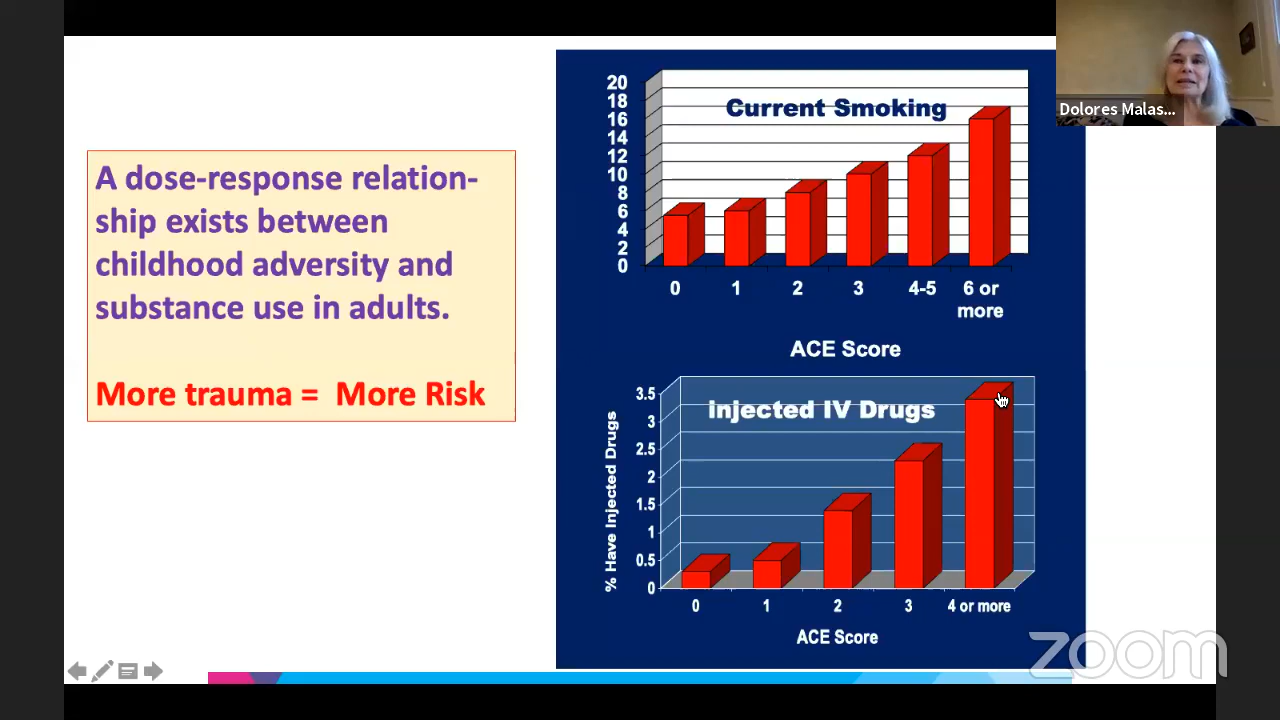 A dose-response relation-
ship exists between
childhood adversity and
substance use in adults.
More trauma = More Risk
Current Smoking
20
18
16
14
12
10
8
6
4
2
0
0 1 2 3 4-5 6 or
more
ACE Score
Injected IV Drugs
% Have Injected Drugs
3.5
3
2.5
2
1.5
1
0.5
0
0 1 2 3 4 or more
ACE Score
Dolores Malas...
zoom